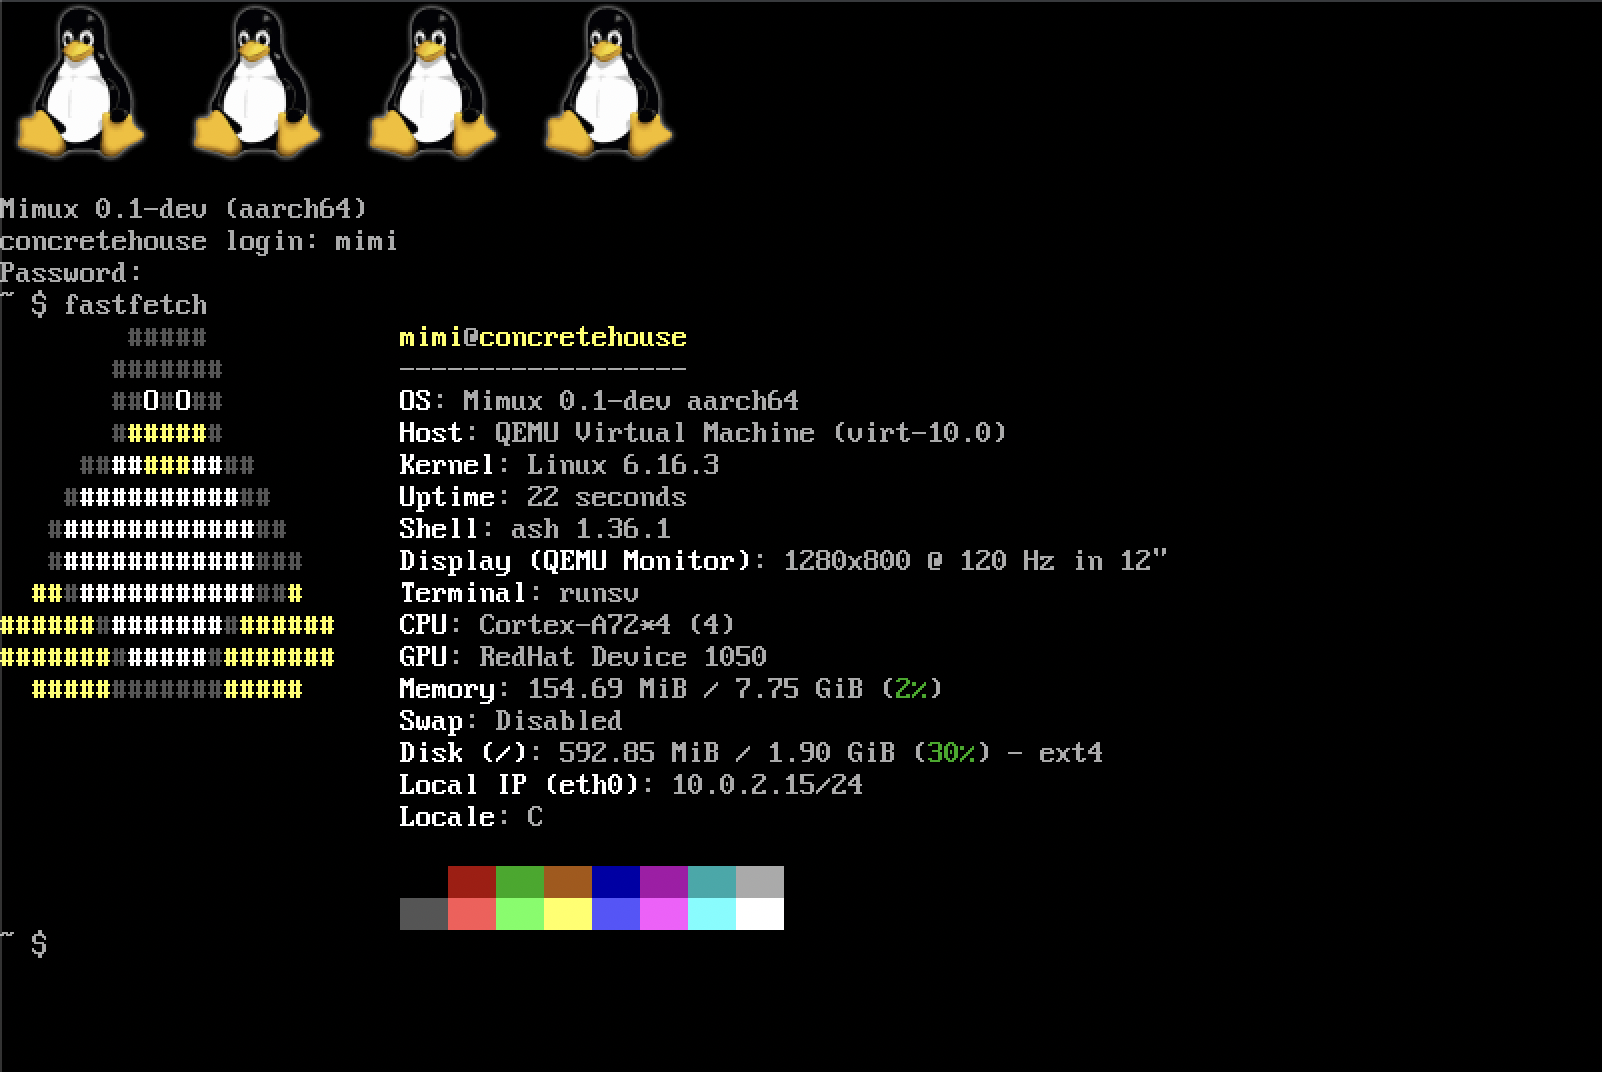 Mimux 0.1-dev (aarch64)
concretehouse login: mimi
Password:
~ $ fastfetch
        #####
       #######
       ##O#O##
       #######
     ###########
    #############
   ###############
   ################
  #################
#####################
#####################
  #################
mimi@concretehouse
------------------
OS: Mimux 0.1-dev aarch64
Host: QEMU Virtual Machine (virt-10.0)
Kernel: Linux 6.16.3
Uptime: 22 seconds
Shell: ash 1.36.1
Display (QEMU Monitor): 1280x800 @ 120 Hz in 12"
Terminal: runsv
CPU: Cortex-A72*4 (4)
GPU: RedHat Device 1050
Memory: 154.69 MiB / 7.75 GiB (2%)
Swap: Disabled
Disk (/): 592.85 MiB / 1.90 GiB (30%) - ext4
Local IP (eth0): 10.0.2.15/24
Locale: C
~ $